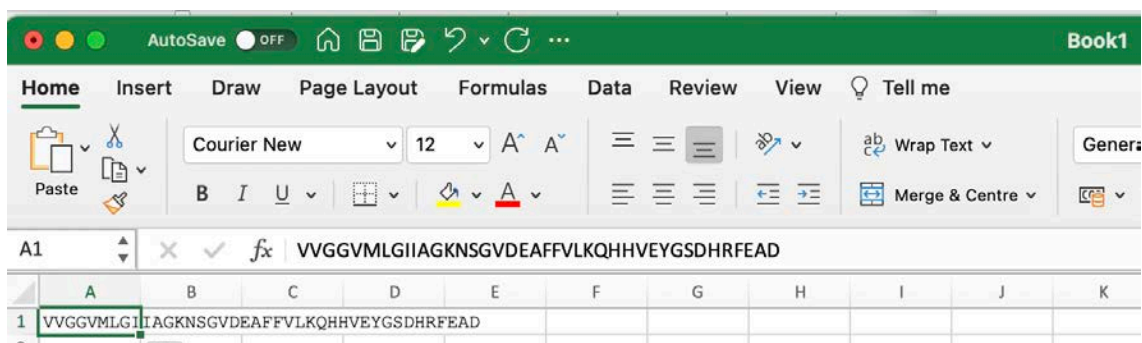 AutoSave OFF ... Book1
Home Insert Draw Page Layout Formulas Data Review View Tell me
Paste Courier New 12 A^ A˅ ab Wrap Text
B I U A Merge & Centre
A1 fx VVGGVMLGIIAGKNSGVDEAFFVLKQHHVEYGSDHRFEAD
A B C D E F G H I J K
1 VVGGVMLGIIAGKNSGVDEAFFVLKQHHVEYGSDHRFEAD